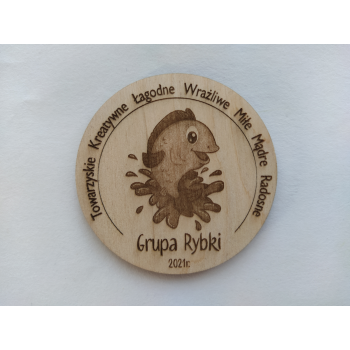 Towarzyskie Kreatywne Łagodne Wrażliwe Miłe Mądre Radosne
Grupa Rybki
2021r.